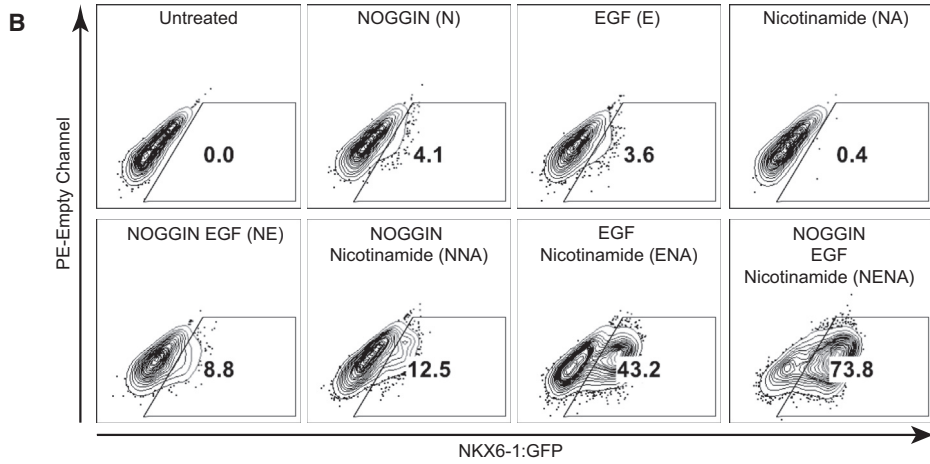 B
PE-Empty Channel
Untreated
0.0
NOGGIN (N)
4.1
EGF (E)
3.6
Nicotinamide (NA)
0.4
NOGGIN EGF (NE)
8.8
NOGGIN
Nicotinamide (NNA)
12.5
EGF
Nicotinamide (ENA)
43.2
NOGGIN
EGF
Nicotinamide (NENA)
73.8
NKX6-1:GFP